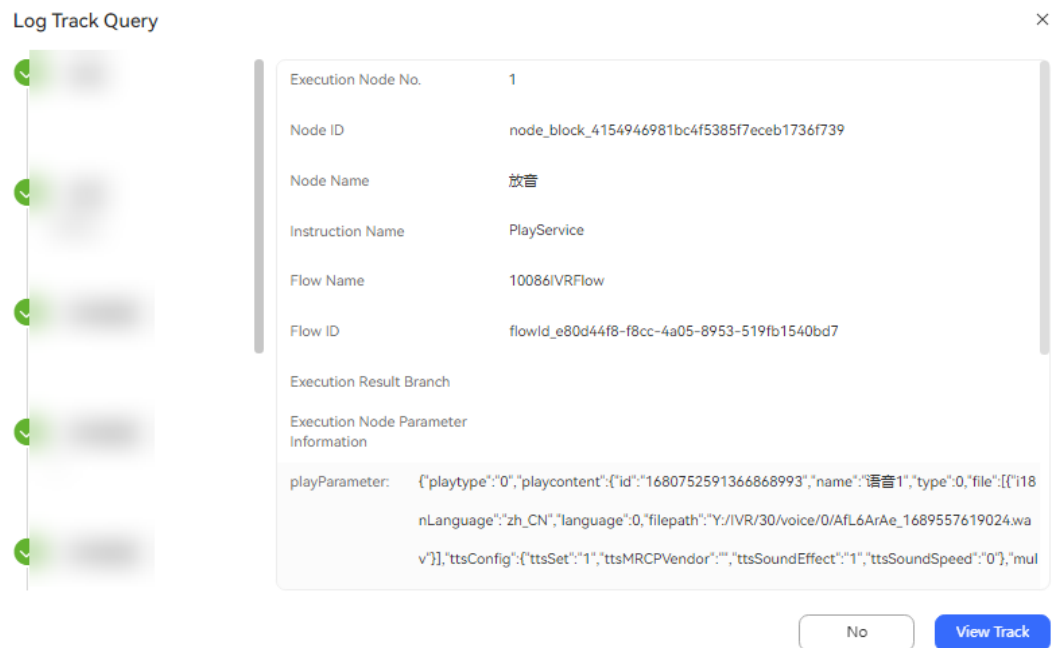 Log Track Query
Execution Node No. 1
Node ID node_block_4154946981bc4f5385f7eceb1736f739
Node Name 放音
Instruction Name PlayService
Flow Name 10086IVRFlow
Flow ID flowId_e80d44f8-f8cc-4a05-8953-519fb1540bd7
Execution Result Branch
Execution Node Parameter
Information
playParameter: {"playtype":"0","playcontent":{"id":"1680752591366868993","name":"语音1","type":0,"file":[{"i18
nLanguage":"zh_CN","language":0,"filepath":"Y:/IVR/30/voice/0/AfL6ArAe_1689557619024.wa
v"}],"ttsConfig":{"ttsSet":"1","ttsMRCPVendor":"","ttsSoundEffect":"1","ttsSoundSpeed":"0"},"mul
No View Track